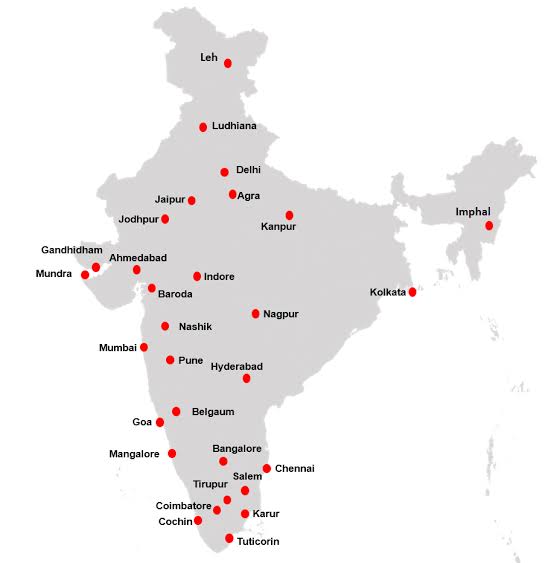 Leh
Ludhiana
Delhi
Agra
Jaipur
Jodhpur
Kanpur
Imphal
Gandhidham
Ahmedabad
Mundra
Indore
Baroda
Kolkata
Nagpur
Nashik
Mumbai
Pune
Hyderabad
Belgaum
Goa
Mangalore
Bangalore
Chennai
Salem
Tirupur
Coimbatore
Karur
Cochin
Tuticorin